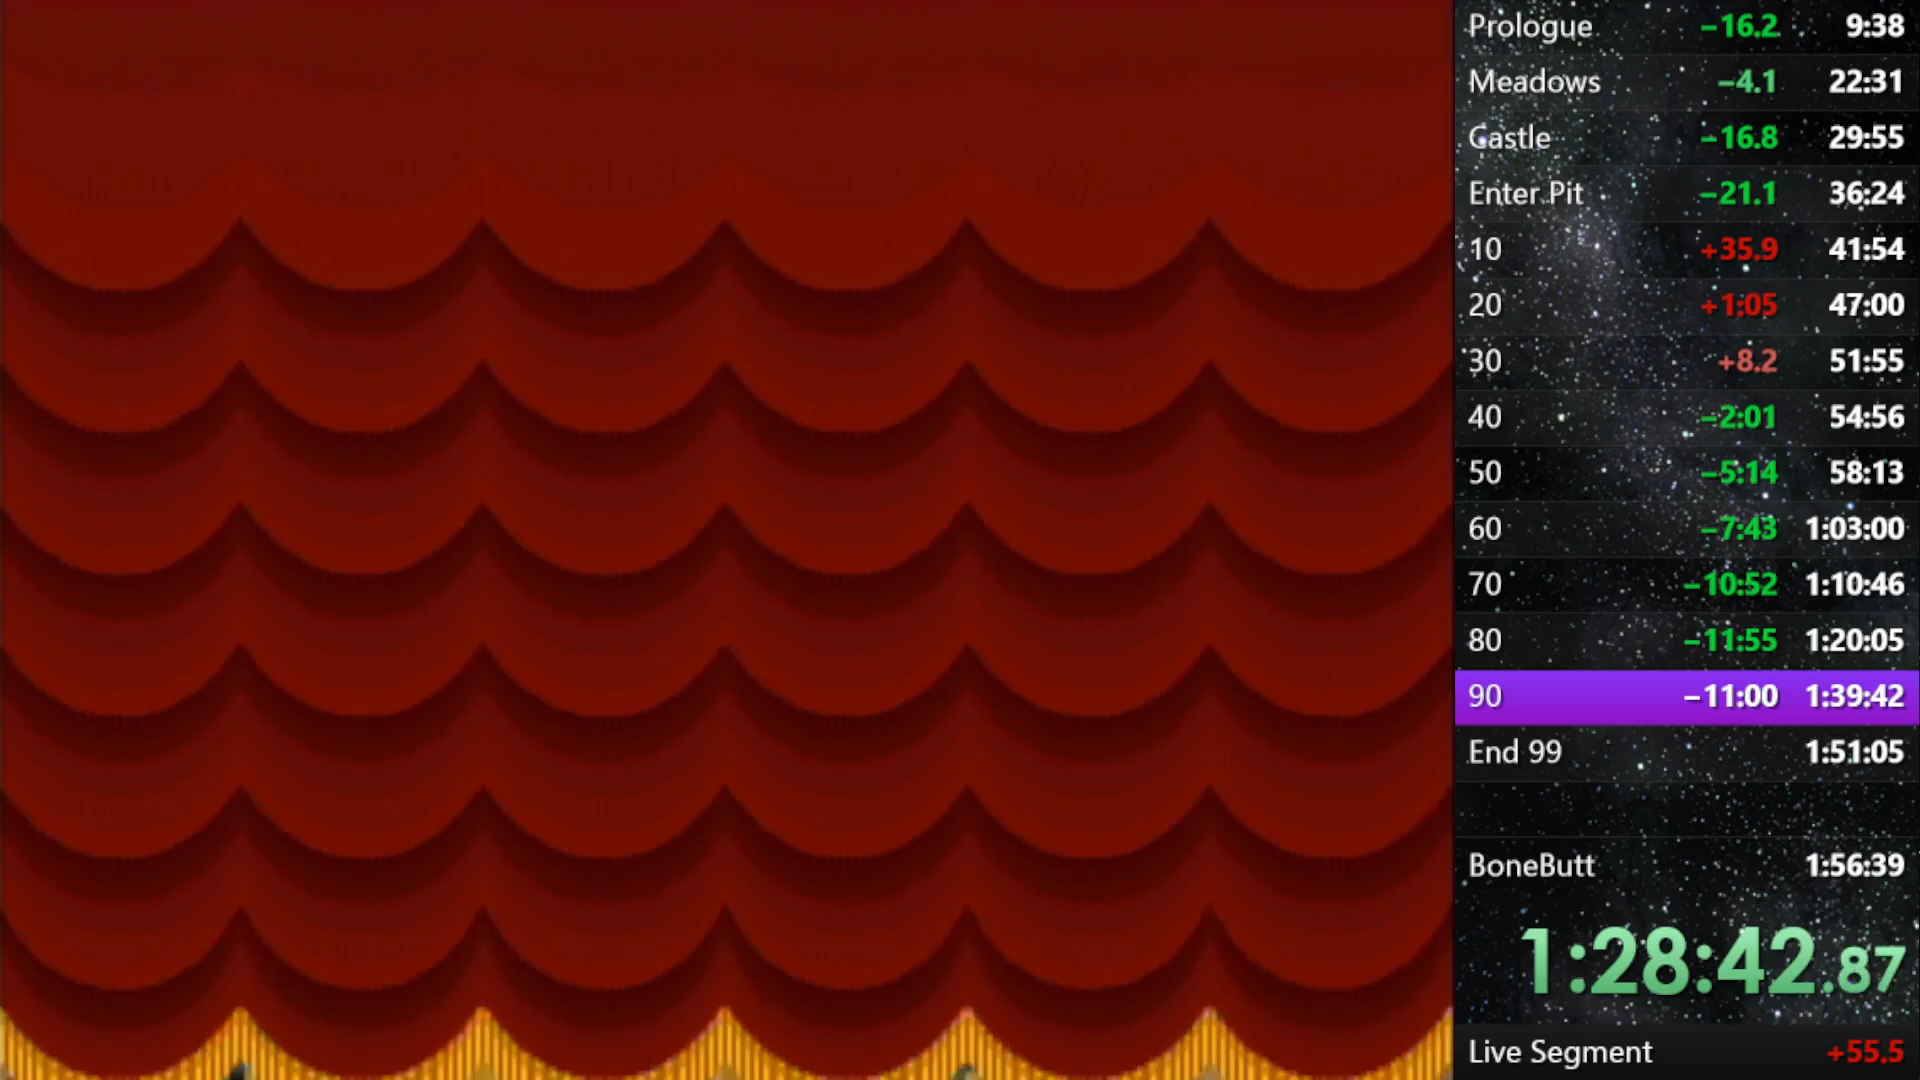 Prologue −16.2 9:38
Meadows −4.1 22:31
Castle −16.8 29:55
Enter Pit −21.1 36:24
10 +35.9 41:54
20 +1:05 47:00
30 +8.2 51:55
40 −2:01 54:56
50 −5:14 58:13
60 −7:43 1:03:00
70 −10:52 1:10:46
80 −11:55 1:20:05
90 −11:00 1:39:42
End 99 1:51:05
BoneButt 1:56:39
1:28:42.87
Live Segment +55.5